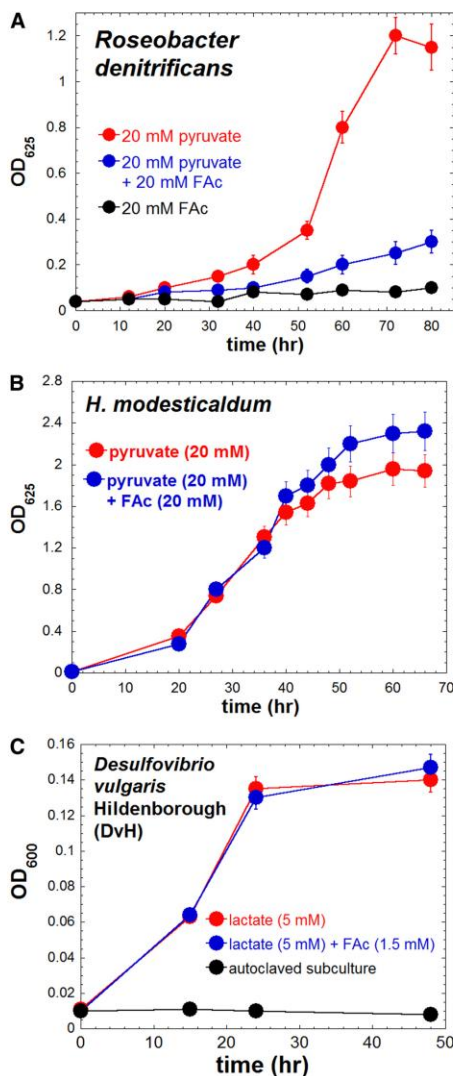 A
Roseobacter
denitrificans
20 mM pyruvate
20 mM pyruvate
+ 20 mM FAc
20 mM FAc
OD625
1.2
1
0.8
0.6
0.4
0.2
0
0 10 20 30 40 50 60 70 80
time (hr)
B
H. modesticaldum
pyruvate (20 mM)
pyruvate (20 mM)
+ FAc (20 mM)
OD625
2.8
2.4
2
1.6
1.2
0.8
0.4
0
0 10 20 30 40 50 60 70
time (hr)
C
Desulfovibrio
vulgaris
Hildenborough
(DvH)
OD600
0.16
0.14
0.12
0.1
0.08
0.06
0.04
0.02
0
lactate (5 mM)
lactate (5 mM) + FAc (1.5 mM)
autoclaved subculture
0 10 20 30 40 50
time (hr)